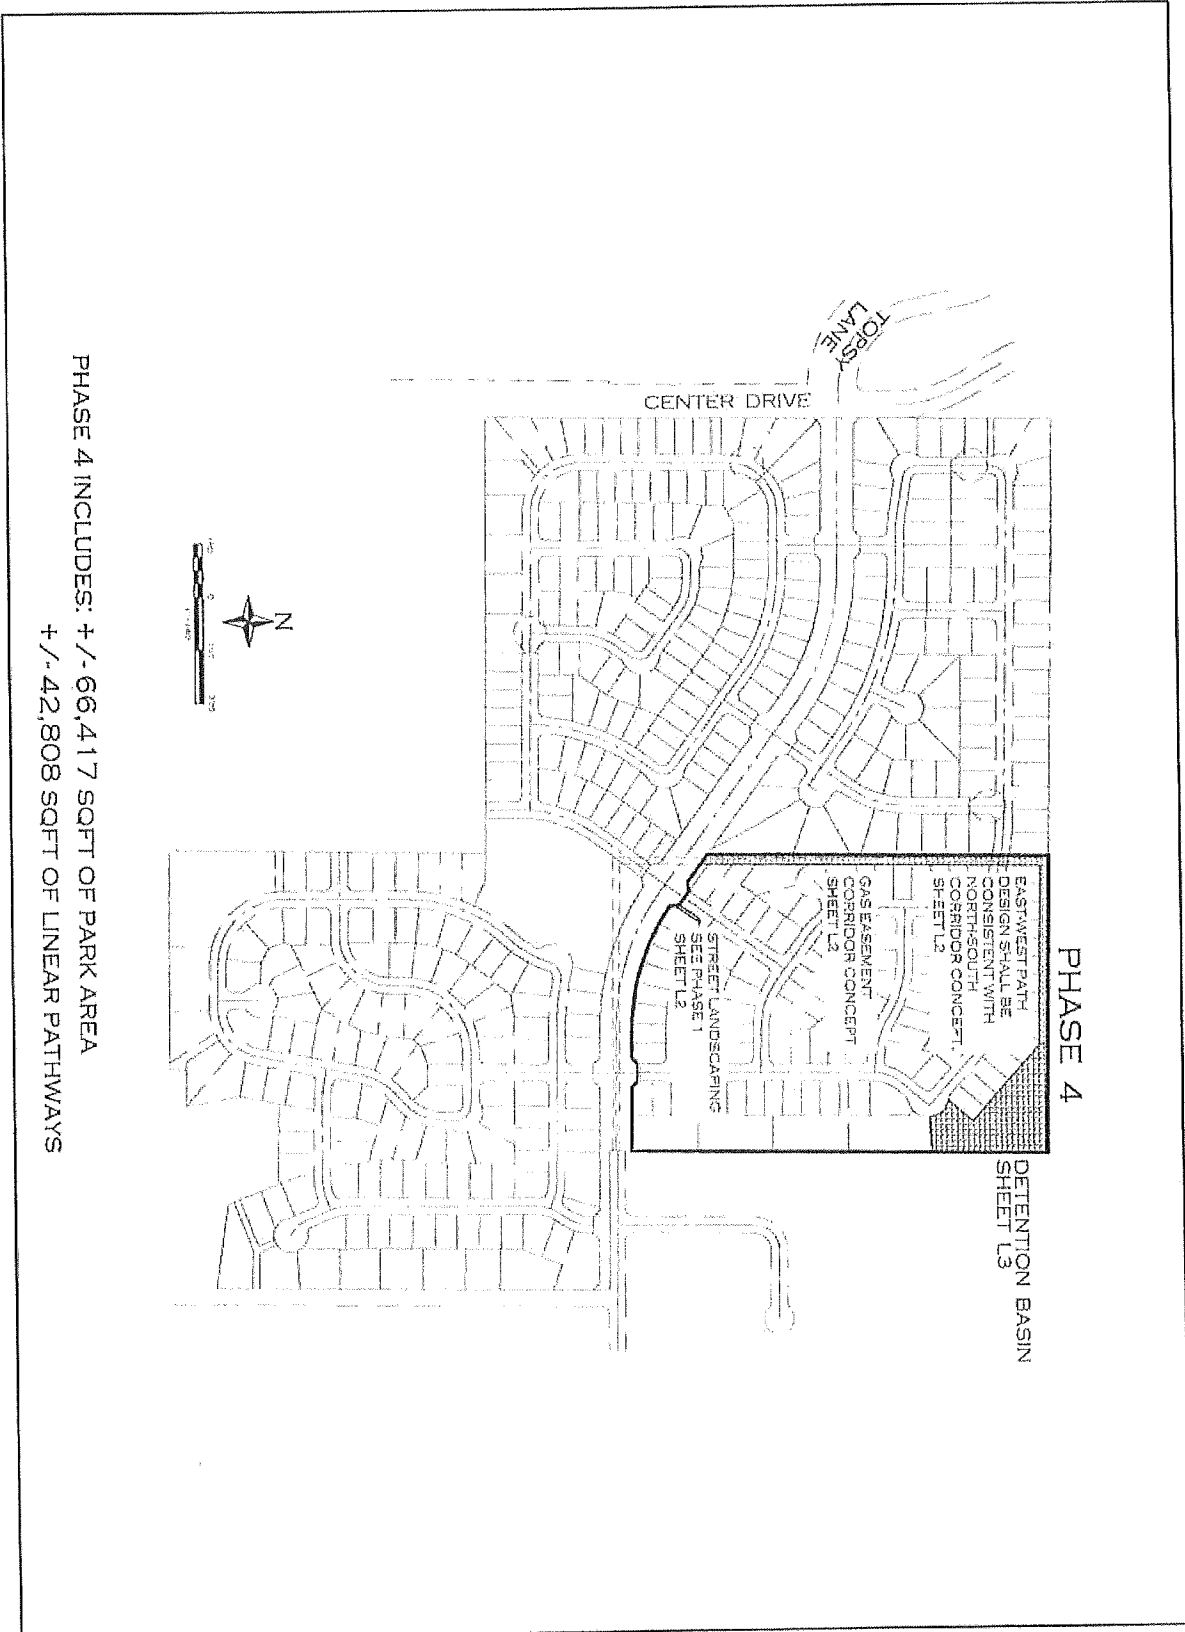 PHASE 4
DETENTION BASIN
SHEET L3
EAST-WEST PATH
DESIGN SHALL BE
CONSISTENT WITH
NORTH-SOUTH
CORRIDOR CONCEPT.
SHEET L2
GAS EASEMENT
CORRIDOR CONCEPT
SHEET L2
STREET LANDSCAPING
SEE PHASE 1
SHEET L2
TOPSY
LANE
CENTER DRIVE
N
0
PHASE 4 INCLUDES: +/-66,417 SQFT OF PARK AREA
+/-42,808 SQFT OF LINEAR PATHWAYS